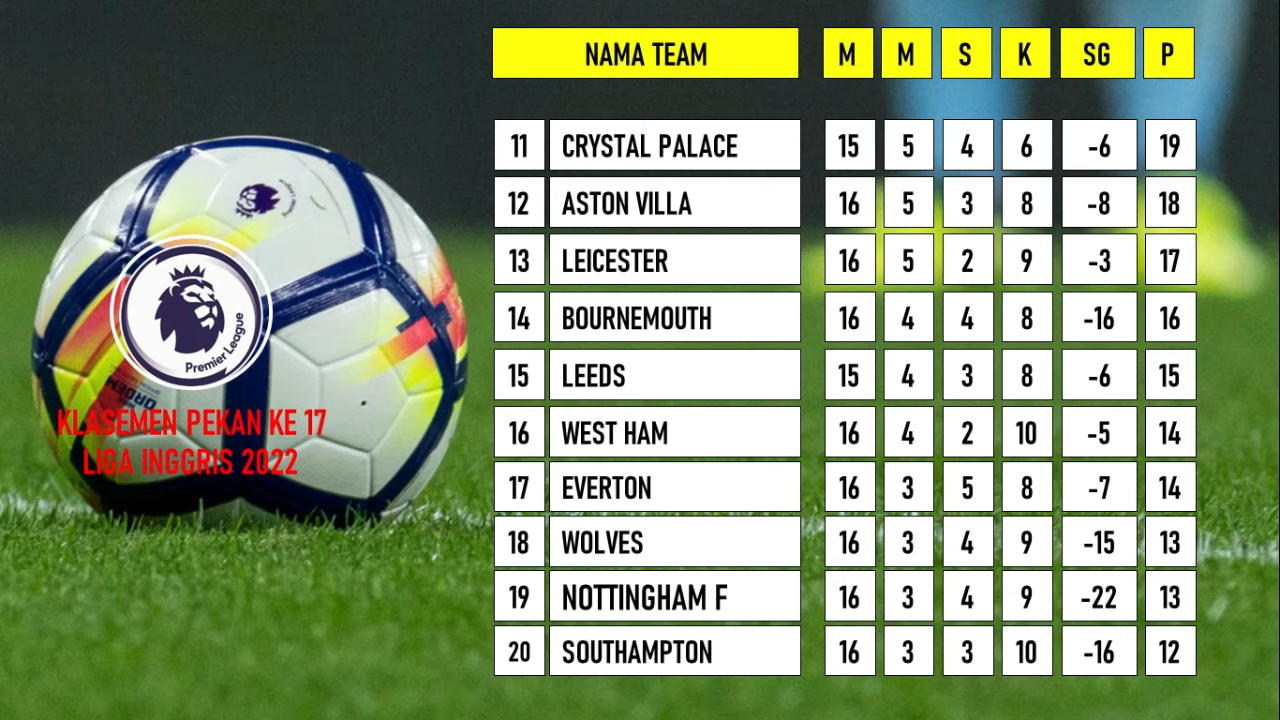 NAMA TEAM M M S K SG P
11 CRYSTAL PALACE 15 5 4 6 -6 19
12 ASTON VILLA 16 5 3 8 -8 18
13 LEICESTER 16 5 2 9 -3 17
14 BOURNEMOUTH 16 4 4 8 -16 16
15 LEEDS 15 4 3 8 -6 15
16 WEST HAM 16 4 2 10 -5 14
17 EVERTON 16 3 5 8 -7 14
18 WOLVES 16 3 4 9 -15 13
19 NOTTINGHAM F 16 3 4 9 -22 13
20 SOUTHAMPTON 16 3 3 10 -16 12
Premier League
KLASEMEN PEKAN KE 17
LIGA INGGRIS 2022
ORDEM